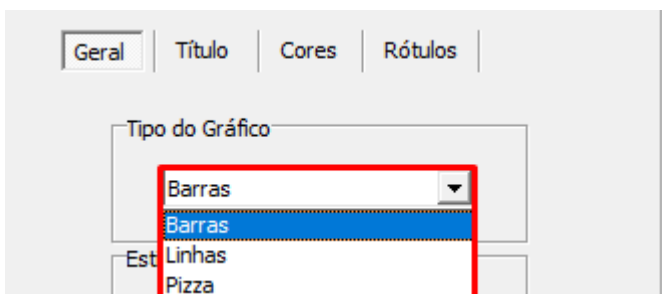 Geral Título Cores Rótulos
Tipo do Gráfico
Barras
Barras
Est Linhas
Pizza